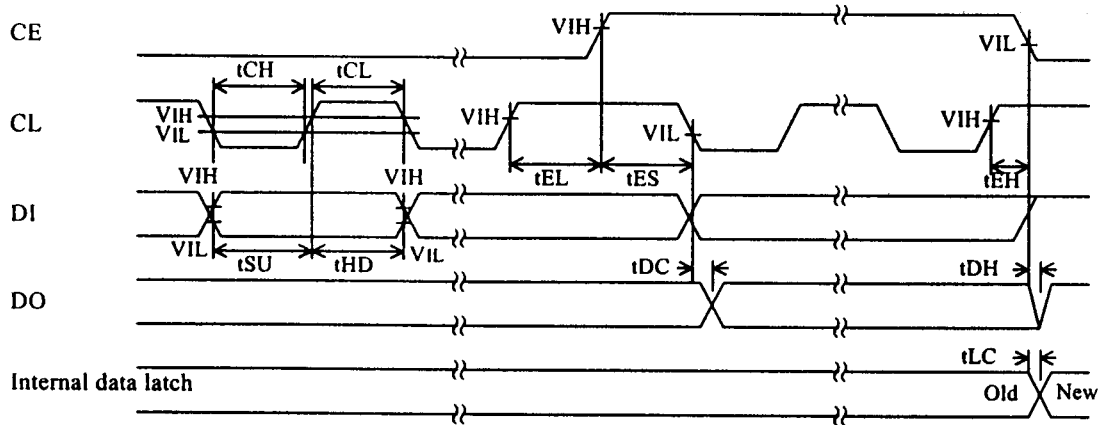 CE
VIH
VIL
tCH
tCL
CL
VIH
VIL
VIH
VIL
VIH
tEL
tES
tEH
VIH
VIH
DI
VIL
VIL
tSU
tHD
tDC
tDH
DO
tLC
Internal data latch
Old
New